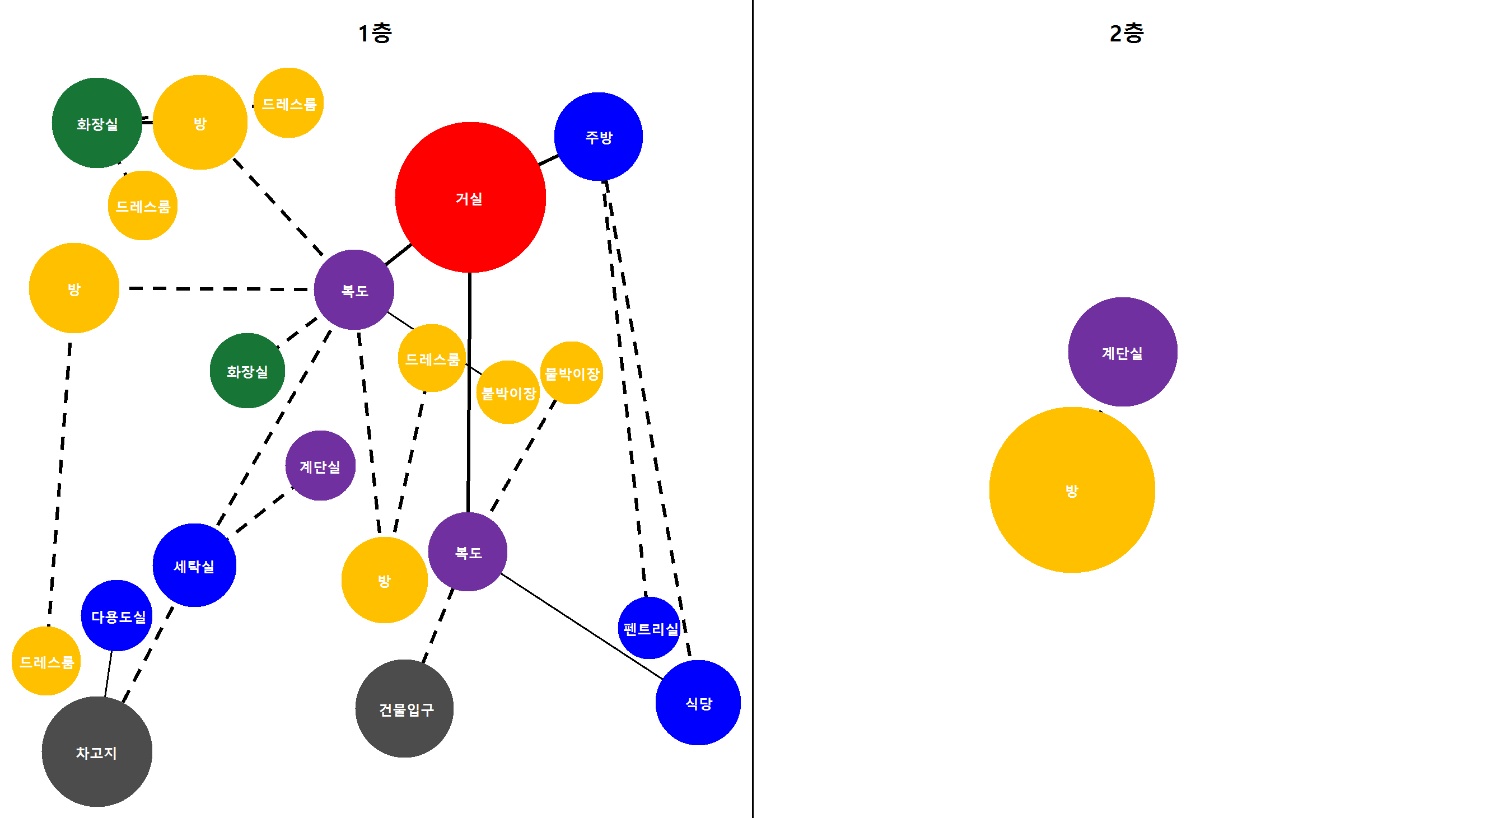 1층
2층
드레스룸
화장실
방
주방
거실
드레스룸
방
복도
계단실
드레스룸
화장실
붙박이장
붙박이장
계단실
방
복도
세탁실
방
다용도실
펜트리실
드레스룸
식당
건물입구
차고지